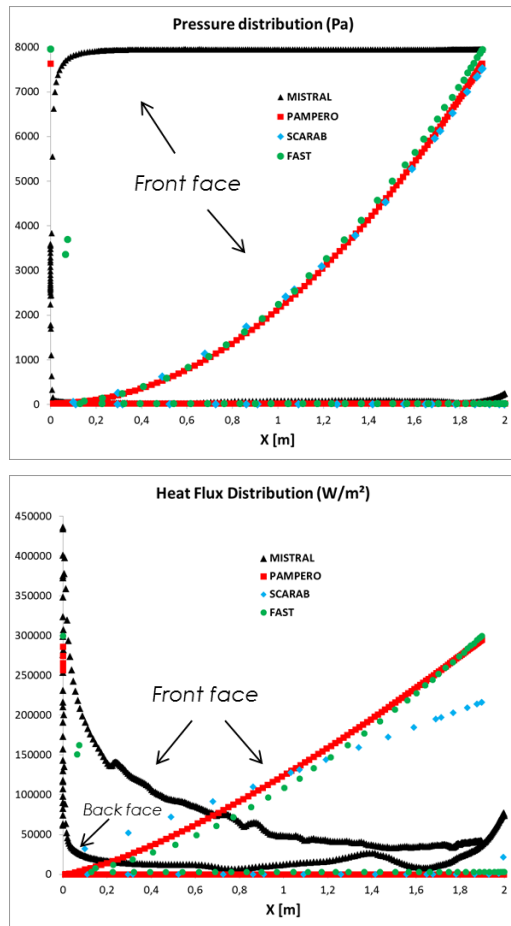 Pressure distribution (Pa)
8000
7000
6000
5000
4000
3000
2000
1000
0
MISTRAL
PAMPERO
SCARAB
FAST
Front face
0 0,2 0,4 0,6 0,8 1 1,2 1,4 1,6 1,8 2
X [m]
Heat Flux Distribution (W/m²)
450000
400000
350000
300000
250000
200000
150000
100000
50000
0
MISTRAL
PAMPERO
SCARAB
FAST
Front face
Back face
0 0,2 0,4 0,6 0,8 1 1,2 1,4 1,6 1,8 2
X [m]